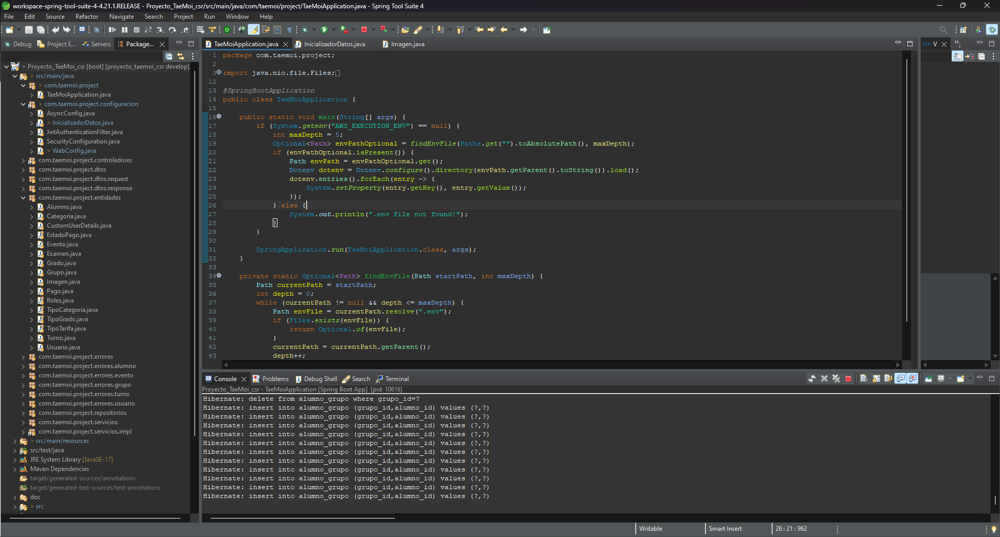 workspace-spring-tool-suite-4-4.21.1.RELEASE - Proyecto_TaeMoi_csr/src/main/java/com/taemoi/project/TaeMoiApplication.java - Spring Tool Suite 4
File Edit Source Refactor Navigate Search Project Run Window Help
Debug Project E... Servers Package...
> Proyecto_TaeMoi_csr [boot] [proyecto_taemoi_csr develop]
> src/main/java
> com.taemoi.project
TaeMoiApplication.java
> com.taemoi.project.configuracion
AsyncConfig.java
> InicializadorDatos.java
JwtAuthenticationFilter.java
SecurityConfiguration.java
> WebConfig.java
com.taemoi.project.controladores
com.taemoi.project.dtos
com.taemoi.project.dtos.request
com.taemoi.project.dtos.response
com.taemoi.project.entidades
Alumno.java
Categoria.java
CustomUserDetails.java
EstadoPago.java
Evento.java
Examen.java
Grado.java
Grupo.java
Imagen.java
Pago.java
Roles.java
TipoCategoria.java
TipoGrado.java
TipoTarifa.java
Turno.java
Usuario.java
com.taemoi.project.errores
com.taemoi.project.errores.alumno
com.taemoi.project.errores.evento
com.taemoi.project.errores.grupo
com.taemoi.project.errores.turno
com.taemoi.project.errores.usuario
com.taemoi.project.repositorios
com.taemoi.project.servicios
com.taemoi.project.servicios.impl
> src/main/resources
src/test/java
JRE System Library [JavaSE-17]
Maven Dependencies
target/generated-sources/annotations
target/generated-test-sources/test-annotations
doc
> src
TaeMoiApplication.java InicializadorDatos.java Imagen.java
1 package com.taemoi.project;
2
3 import java.nio.file.Files;
12
13 @SpringBootApplication
14 public class TaeMoiApplication {
15
16 public static void main(String[] args) {
17 if (System.getenv("AWS_EXECUTION_ENV") == null) {
18 int maxDepth = 5;
19 Optional<Path> envPathOptional = findEnvFile(Paths.get("").toAbsolutePath(), maxDepth);
20 if (envPathOptional.isPresent()) {
21 Path envPath = envPathOptional.get();
22 Dotenv dotenv = Dotenv.configure().directory(envPath.getParent().toString()).load();
23 dotenv.entries().forEach(entry -> {
24 System.setProperty(entry.getKey(), entry.getValue());
25 });
26 } else {
27 System.out.println(".env file not found!");
28 }
29 }
30
31 SpringApplication.run(TaeMoiApplication.class, args);
32 }
33
34 private static Optional<Path> findEnvFile(Path startPath, int maxDepth) {
35 Path currentPath = startPath;
36 int depth = 0;
37 while (currentPath != null && depth <= maxDepth) {
38 Path envFile = currentPath.resolve(".env");
39 if (Files.exists(envFile)) {
40 return Optional.of(envFile);
41 }
42 currentPath = currentPath.getParent();
43 depth++;
(x)= V »2
Console Problems Debug Shell Search Terminal
Proyecto_TaeMoi_csr - TaeMoiApplication [Spring Boot App] [pid: 10616]
Hibernate: delete from alumno_grupo where grupo_id=?
Hibernate: insert into alumno_grupo (grupo_id,alumno_id) values (?,?)
Hibernate: insert into alumno_grupo (grupo_id,alumno_id) values (?,?)
Hibernate: insert into alumno_grupo (grupo_id,alumno_id) values (?,?)
Hibernate: insert into alumno_grupo (grupo_id,alumno_id) values (?,?)
Hibernate: insert into alumno_grupo (grupo_id,alumno_id) values (?,?)
Hibernate: insert into alumno_grupo (grupo_id,alumno_id) values (?,?)
Hibernate: insert into alumno_grupo (grupo_id,alumno_id) values (?,?)
Hibernate: insert into alumno_grupo (grupo_id,alumno_id) values (?,?)
Hibernate: insert into alumno_grupo (grupo_id,alumno_id) values (?,?)
Hibernate: insert into alumno_grupo (grupo_id,alumno_id) values (?,?)
Hibernate: insert into alumno_grupo (grupo_id,alumno_id) values (?,?)
Writable Smart Insert 26 : 21 : 962